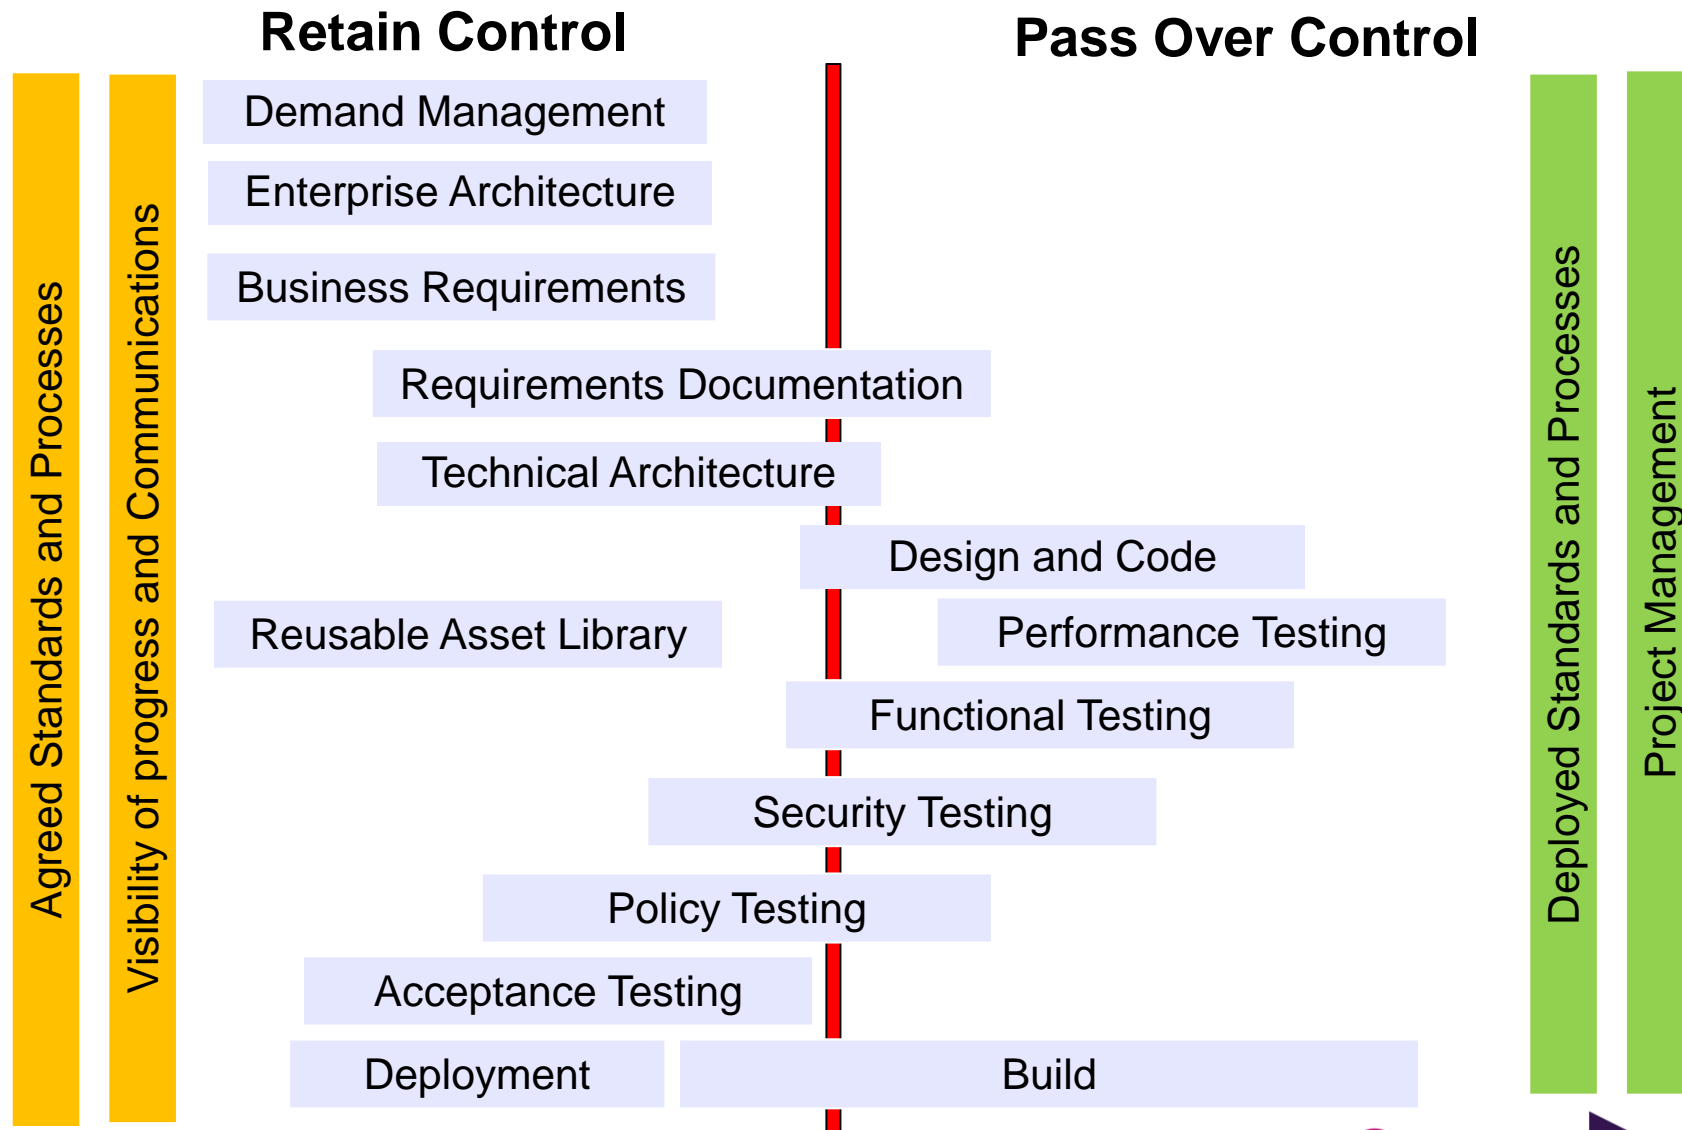 Retain Control
Pass Over Control
Agreed Standards and Processes
Visibility of progress and Communications
Demand Management
Enterprise Architecture
Business Requirements
Requirements Documentation
Technical Architecture
Design and Code
Reusable Asset Library
Performance Testing
Functional Testing
Security Testing
Policy Testing
Acceptance Testing
Deployment
Build
Deployed Standards and Processes
Project Management